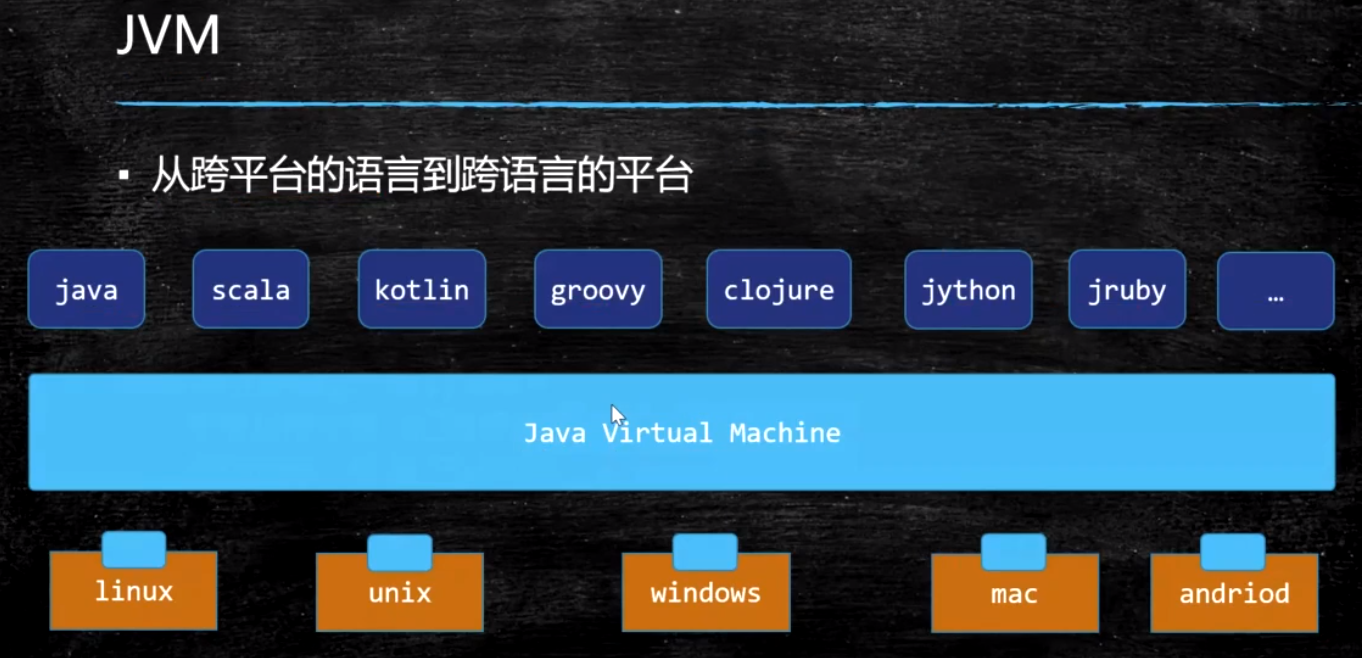 JVM
▪ 从跨平台的语言到跨语言的平台
java scala kotlin groovy clojure jython jruby …
Java Virtual Machine
linux unix windows mac andriod